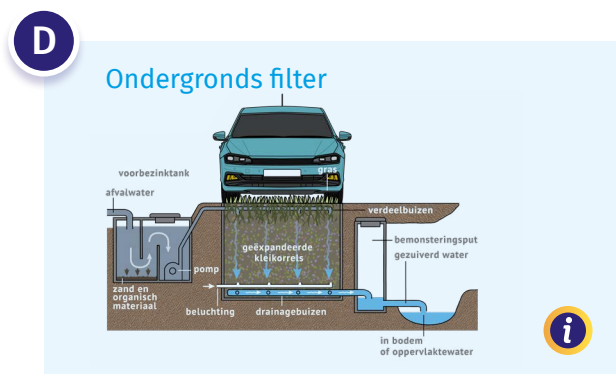 D
Ondergronds filter
voorbezinktank
gras
afvalwater
verdeelbuizen
geëxpandeerde
kleikorrels
bemonsteringsput
gezuiverd water
pomp
zand en
organisch
materiaal
beluchting
drainagebuizen
in bodem
of oppervlaktewater
i